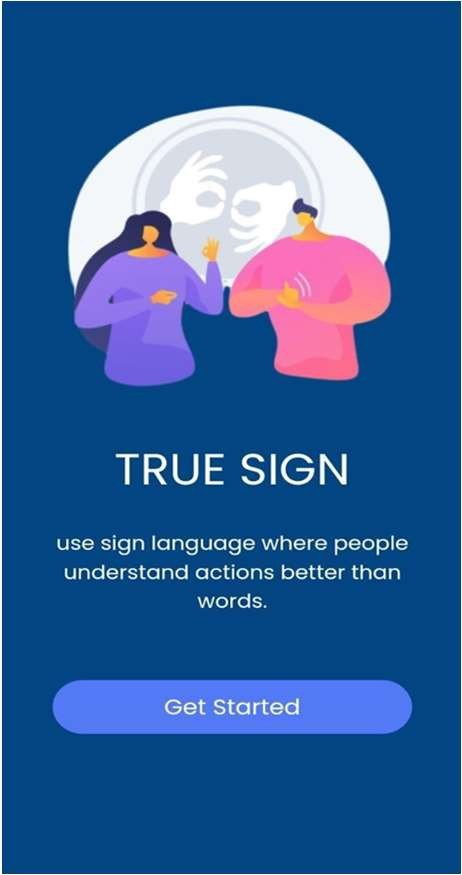 TRUE SIGN
use sign language where people
understand actions better than
words.
Get Started